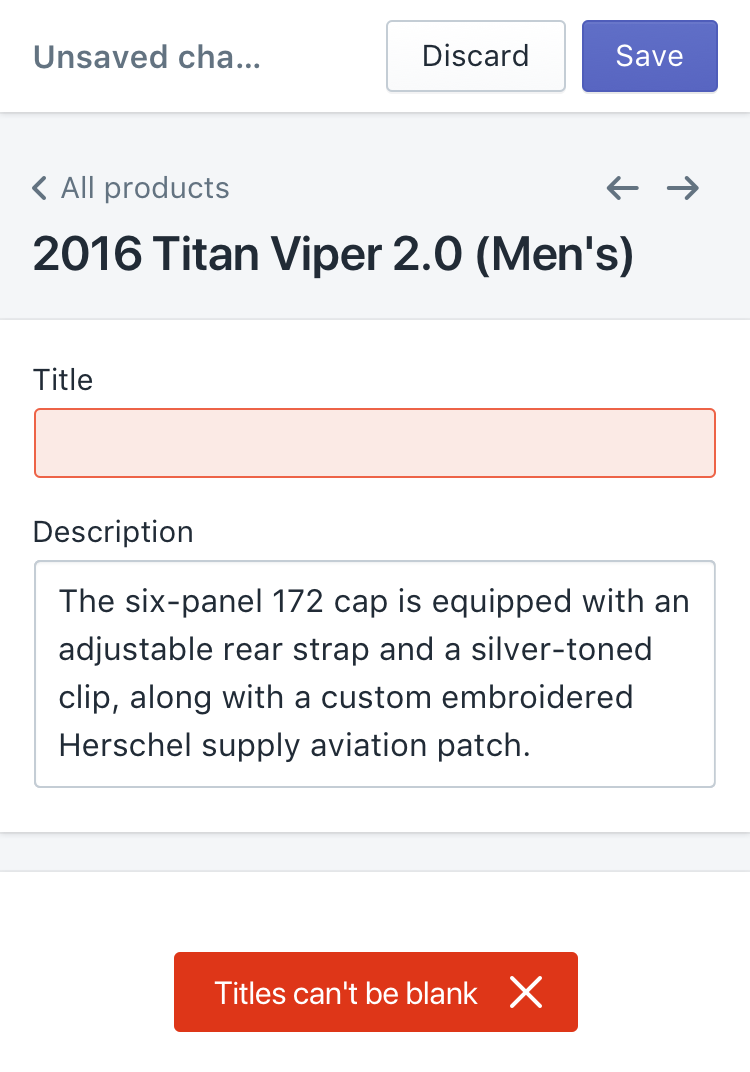 Unsaved cha...
Discard
Save
All products
2016 Titan Viper 2.0 (Men's)
Title
Description
The six-panel 172 cap is equipped with an
adjustable rear strap and a silver-toned
clip, along with a custom embroidered
Herschel supply aviation patch.
Titles can't be blank